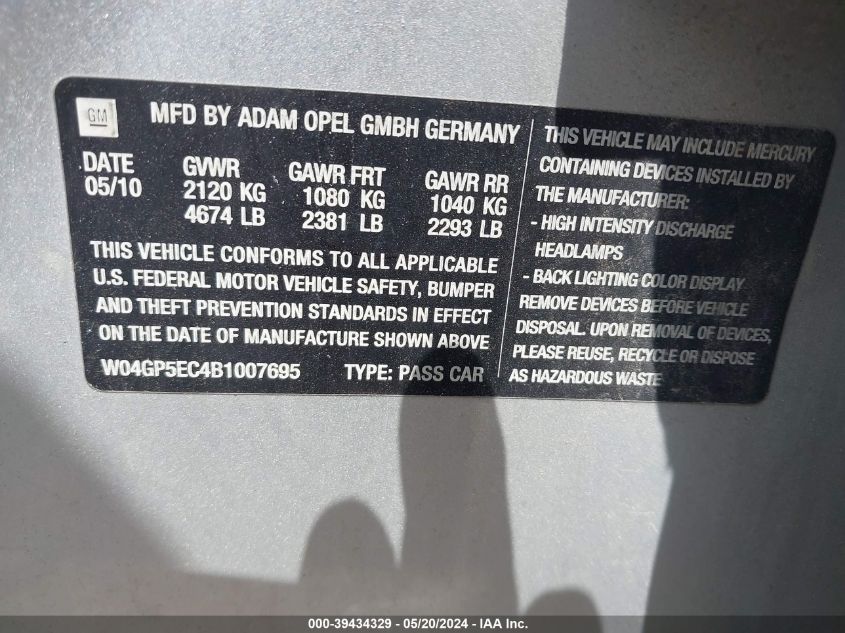 GM
MFD BY ADAM OPEL GMBH GERMANY
DATE GVWR GAWR FRT GAWR RR
05/10 2120 KG 1080 KG 1040 KG
4674 LB 2381 LB 2293 LB
THIS VEHICLE CONFORMS TO ALL APPLICABLE
U.S. FEDERAL MOTOR VEHICLE SAFETY, BUMPER
AND THEFT PREVENTION STANDARDS IN EFFECT
ON THE DATE OF MANUFACTURE SHOWN ABOVE
W04GP5EC4B1007695 TYPE: PASS CAR
THIS VEHICLE MAY INCLUDE MERCURY
CONTAINING DEVICES INSTALLED BY
THE MANUFACTURER:
- HIGH INTENSITY DISCHARGE
HEADLAMPS
- BACK LIGHTING COLOR DISPLAY
REMOVE DEVICES BEFORE VEHICLE
DISPOSAL. UPON REMOVAL OF DEVICES,
PLEASE REUSE, RECYCLE OR DISPOSE
AS HAZARDOUS WASTE
000-39434329 - 05/20/2024 - IAA, Inc.